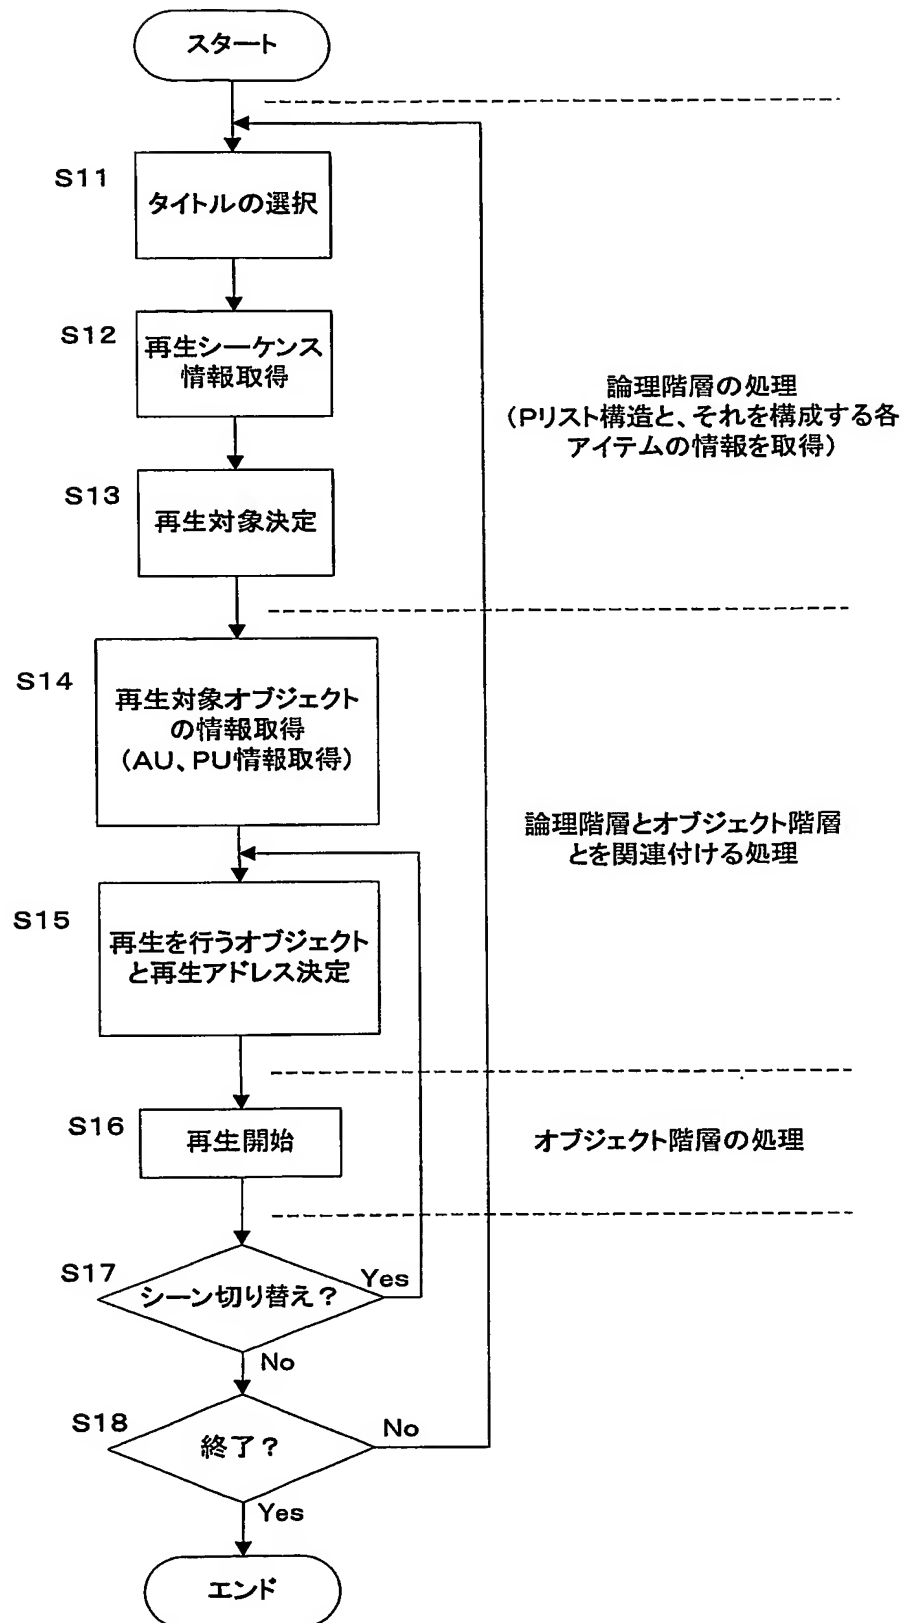 スタート
S11
タイトルの選択
S12
再生シーケンス
情報取得
論理階層の処理
（Pリスト構造と、それを構成する各
アイテムの情報を取得）
S13
再生対象決定
S14
再生対象オブジェクト
の情報取得
（AU、PU情報取得）
論理階層とオブジェクト階層
とを関連付ける処理
S15
再生を行うオブジェクト
と再生アドレス決定
S16
再生開始
オブジェクト階層の処理
S17
シーン切り替え？
Yes
No
S18
終了？
No
Yes
エンド